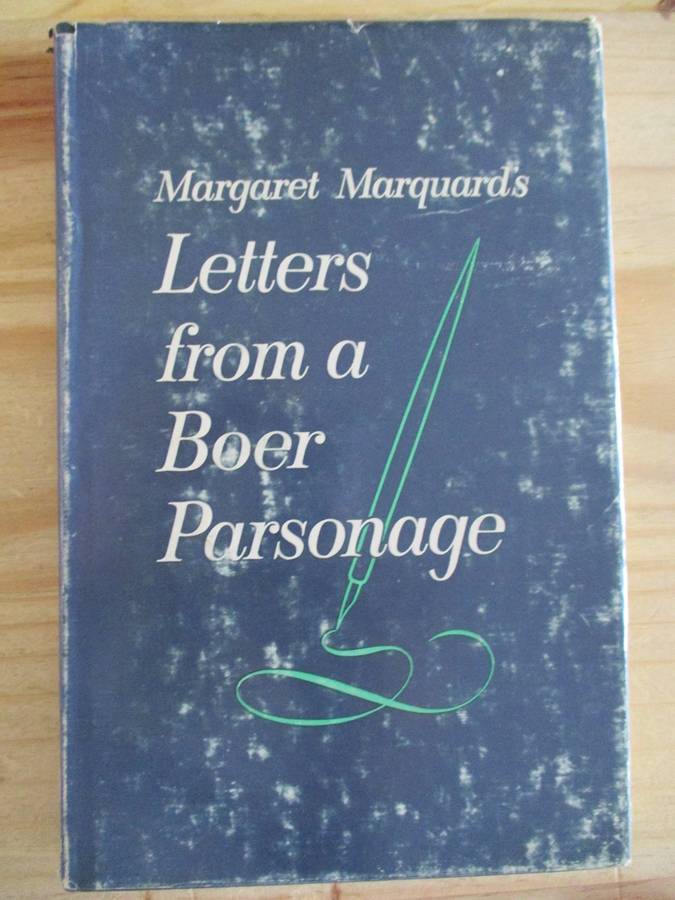 Margaret Marquard's
Letters
from a
Boer
Parsonage